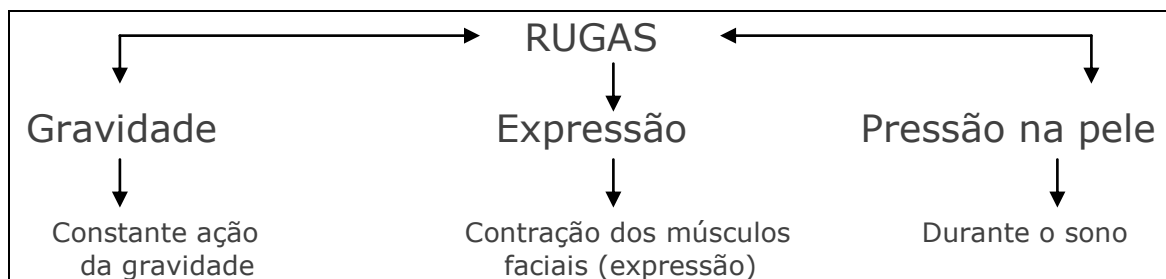 RUGAS
Gravidade
Expressão
Pressão na pele
Constante ação
da gravidade
Contração dos músculos
faciais (expressão)
Durante o sono